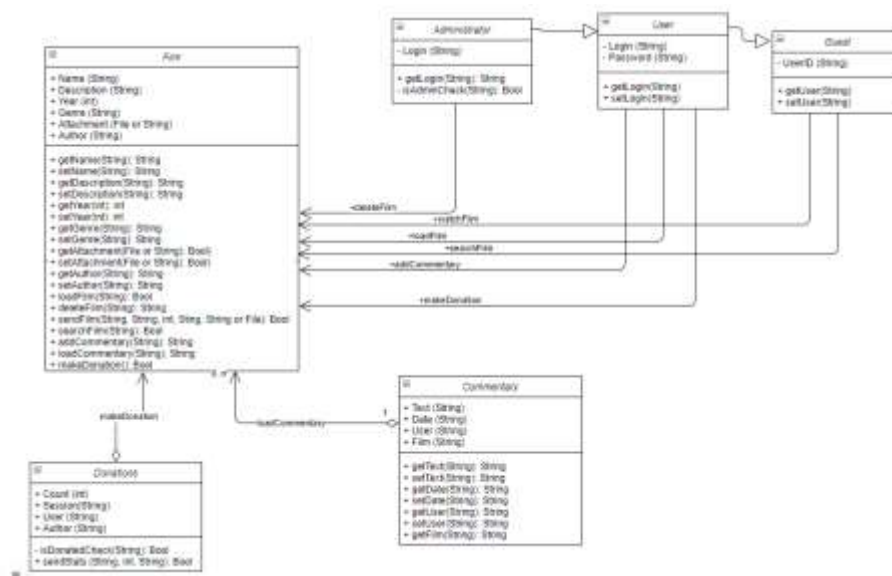 Administrator
- Login (String)
+ getLogin(String): String
- isAdminCheck(String): Bool
User
- Login (String)
- Password (String)
+ getLogin(String)
+ setLogin(String)
Guest
- UserID (String)
+ getUser(String)
+ setUser(String)
+ Name (String)
+ Description (String)
+ Year (int)
+ Genre (String)
+ Attachment (File or String)
+ Author (String)
+ getName(String): String
+ setName(String): String
+ getDescription(String): String
+ setDescription(String): String
+ getYear(int): int
+ setYear(int): int
+ getGenre(String): String
+ setGenre(String): String
+ getAttachment(File or String): Bool)
+ setAttachment(File or String): Bool)
+ getAuthor(String): String
+ setAuthor(String): String
+ loadFilm(String): Bool
+ deleteFilm(String): String
+ sendFilm(String, String, int, Sting, String or File): Bool
+ searchFilm(String): Bool
+ addCommentary(String): String
+ loadCommentary(String): String
+ makeDonation(): Bool
+watchFilm
+loadFilm
+searchFilm
+addCommentary
+makeDonation
makeDonation
loadCommentary
1
Commentary
+ Text (String)
+ Date (String)
+ User (String)
+ Film (String)
+ getText(String): String
+ setText(String): String
+ getDate(String): String
+ setDate(String): String
+ getUser(String): String
+ setUser(String): String
+ getFilm(String): String
Donations
+ Count (int)
+ Session(String)
+ User (String)
+ Author (String)
- isDonatedCheck(String): Bool
+ sendStats (String, int, String): Bool